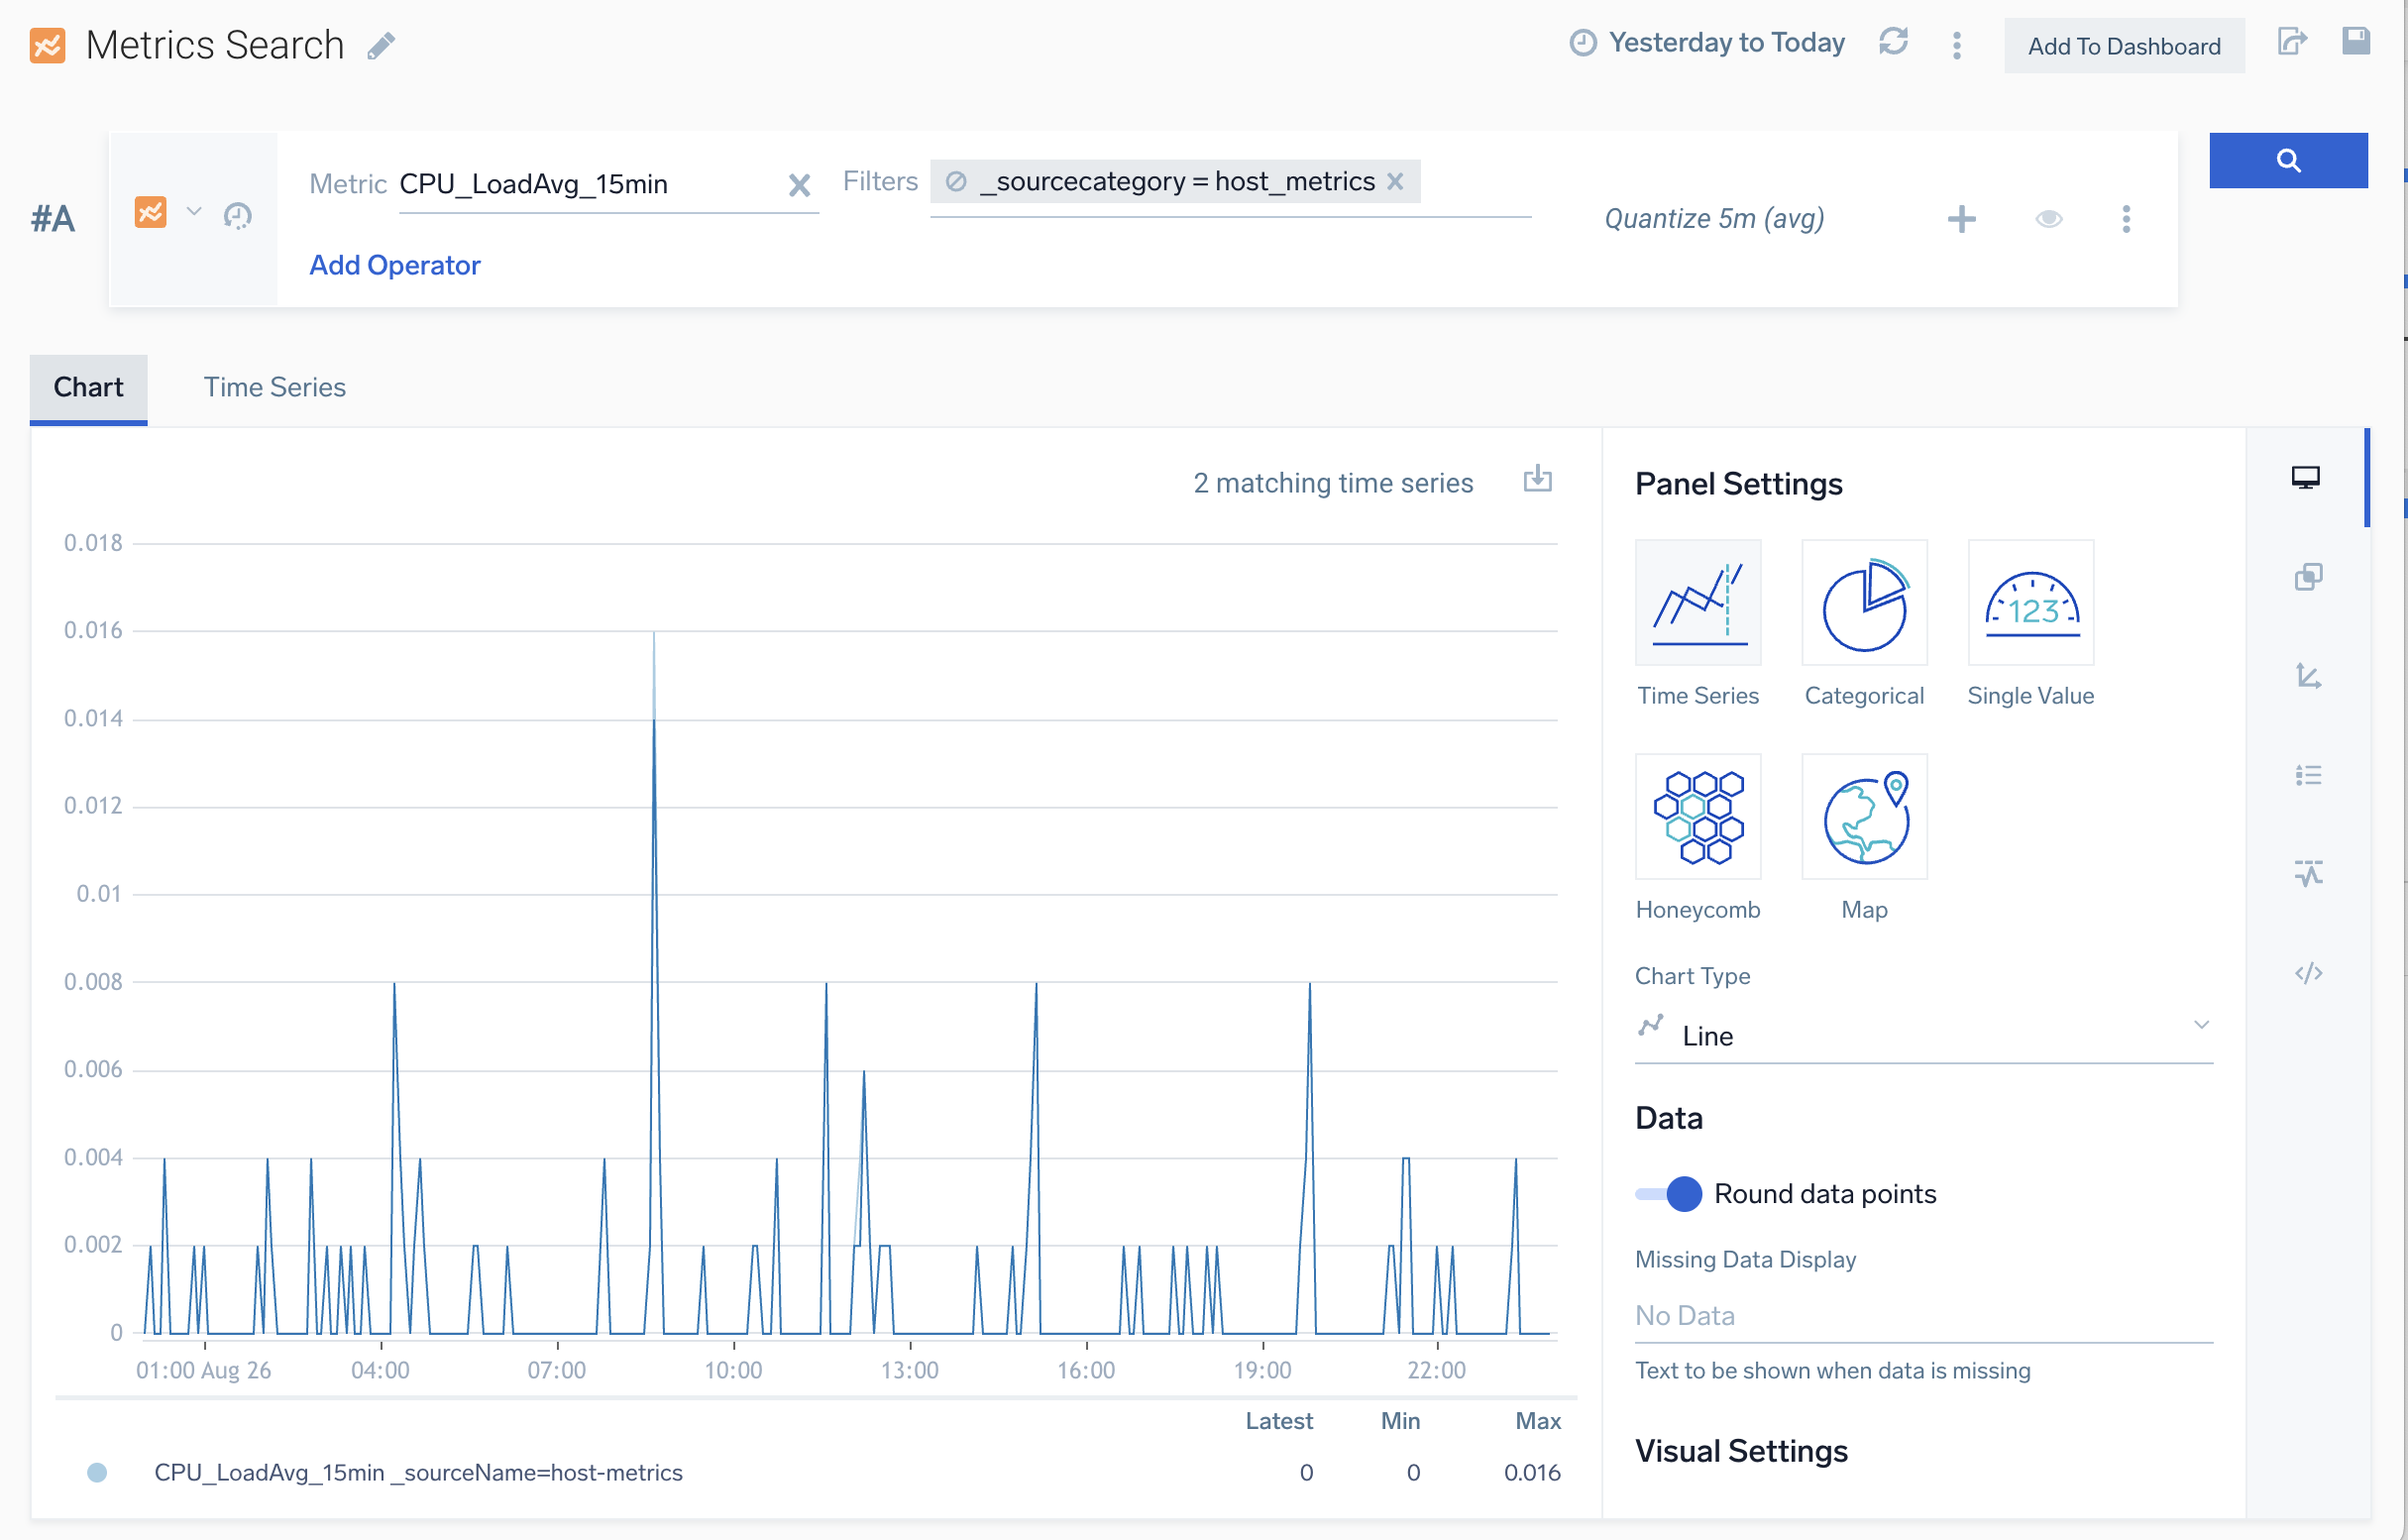 Metrics Search
Yesterday to Today
Add To Dashboard
#A
Metric CPU_LoadAvg_15min
Filters _sourcecategory = host_metrics
Quantize 5m (avg)
Add Operator
Chart
Time Series
2 matching time series
0.018
0.016
0.014
0.012
0.01
0.008
0.006
0.004
0.002
0
01:00 Aug 26 04:00 07:00 10:00 13:00 16:00 19:00 22:00
Latest Min Max
CPU_LoadAvg_15min _sourceName=host-metrics 0 0 0.016
Panel Settings
123
Time Series Categorical Single Value
Honeycomb Map
Chart Type
Line
Data
Round data points
Missing Data Display
No Data
Text to be shown when data is missing
Visual Settings